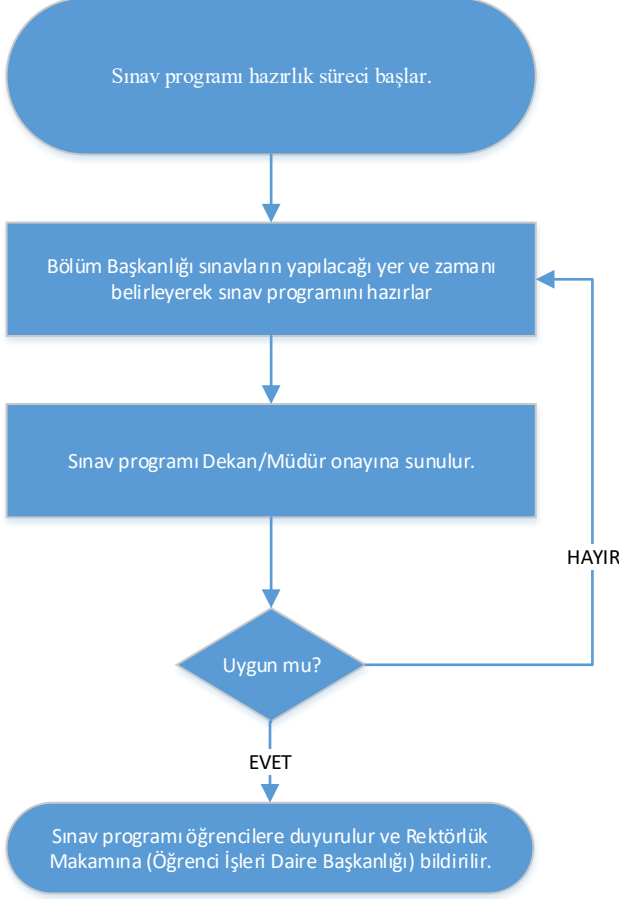 Sınav programı hazırlık süreci başlar.
Bölüm Başkanlığı sınavların yapılacağı yer ve zamanı
belirleyerek sınav programını hazırlar
Sınav programı Dekan/Müdür onayına sunulur.
HAYIR
Uygun mu?
EVET
Sınav programı öğrencilere duyurulur ve Rektörlük
Makamına (Öğrenci İşleri Daire Başkanlığı) bildirilir.